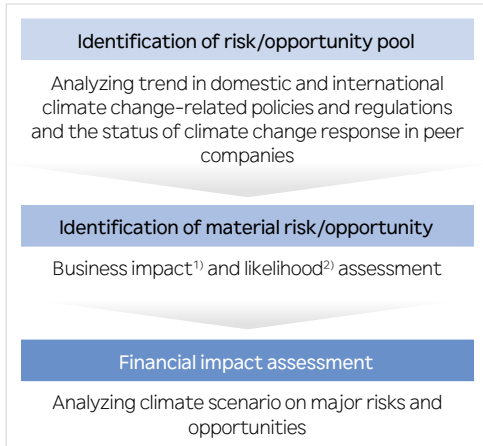 Identification of risk/opportunity pool
Analyzing trend in domestic and international
climate change-related policies and regulations
and the status of climate change response in peer
companies
Identification of material risk/opportunity
Business impact1) and likelihood2) assessment
Financial impact assessment
Analyzing climate scenario on major risks and
opportunities